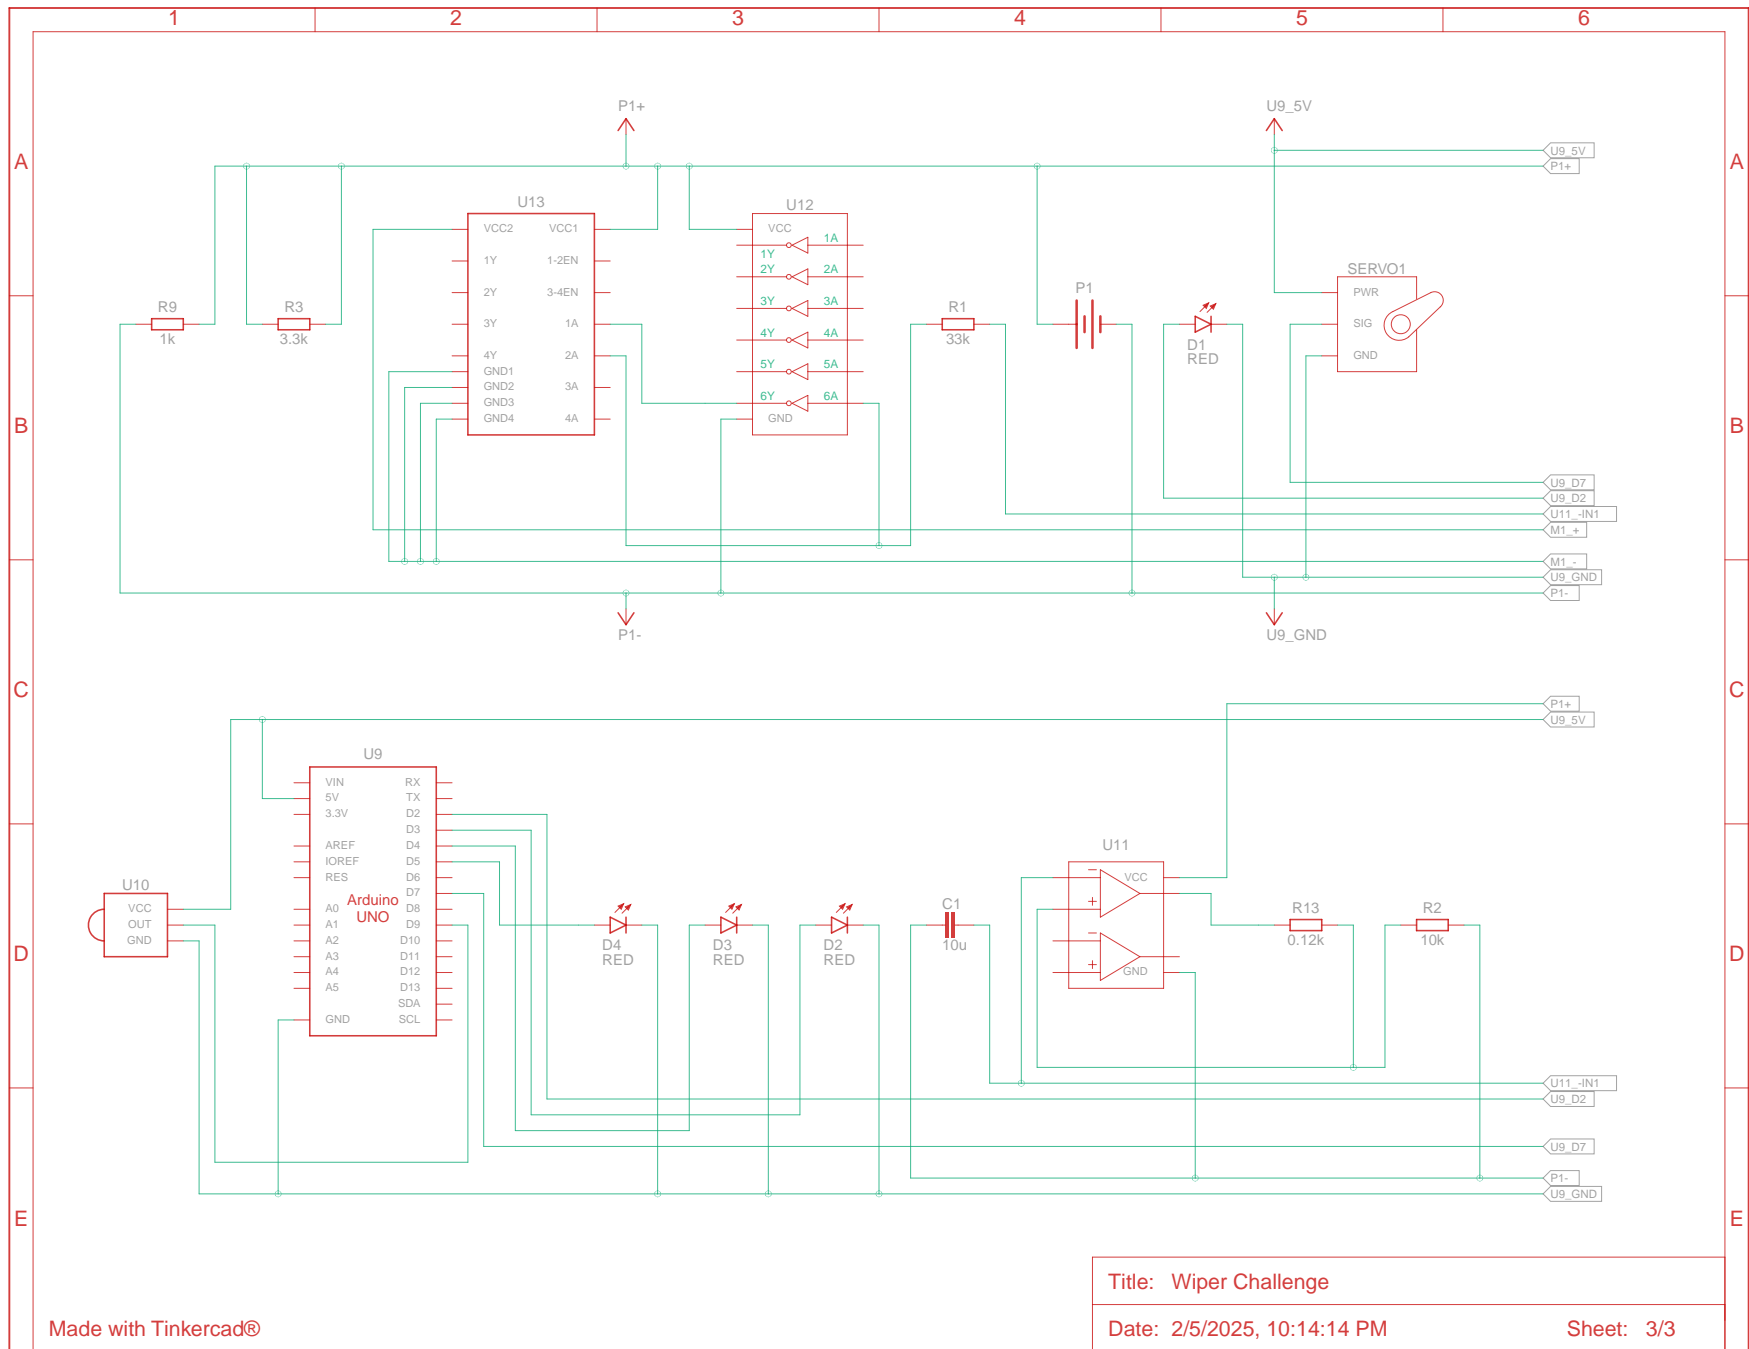 1 2 3 4 5 6
P1+ U9_5V
A A
U9_5V
P1+
U13 U12
VCC2 VCC1
1Y 1-2EN
2Y 3-4EN
3Y 1A
4Y 2A
GND1
GND2 3A
GND3
GND4 4A
VCC
1A
1Y
2Y 2A
3Y 3A
4Y 4A
5Y 5A
6Y 6A
GND
SERVO1
PWR
SIG
GND
R9
1k
R3
3.3k
R1
33k
P1
D1
RED
B B
U9_D7
U9_D2
U11_-IN1
M1_+
M1_-
U9_GND
P1-
P1- U9_GND
C C
P1+
U9_5V
U9
VIN RX
5V TX
3.3V D2
D3
AREF D4
IOREF D5
RES D6
D7
A0 D8
A1 D9
A2 D10
A3 D11
A4 D12
A5 D13
SDA
GND SCL
Arduino
UNO
U10
VCC
OUT
GND
D4
RED
D3
RED
D2
RED
C1
10u
U11
VCC
− +
− +
GND
R13
0.12k
R2
10k
D D
U11_-IN1
U9_D2
U9_D7
P1-
U9_GND
E E
Title: Wiper Challenge
Made with Tinkercad®
Date: 2/5/2025, 10:14:14 PM Sheet: 3/3